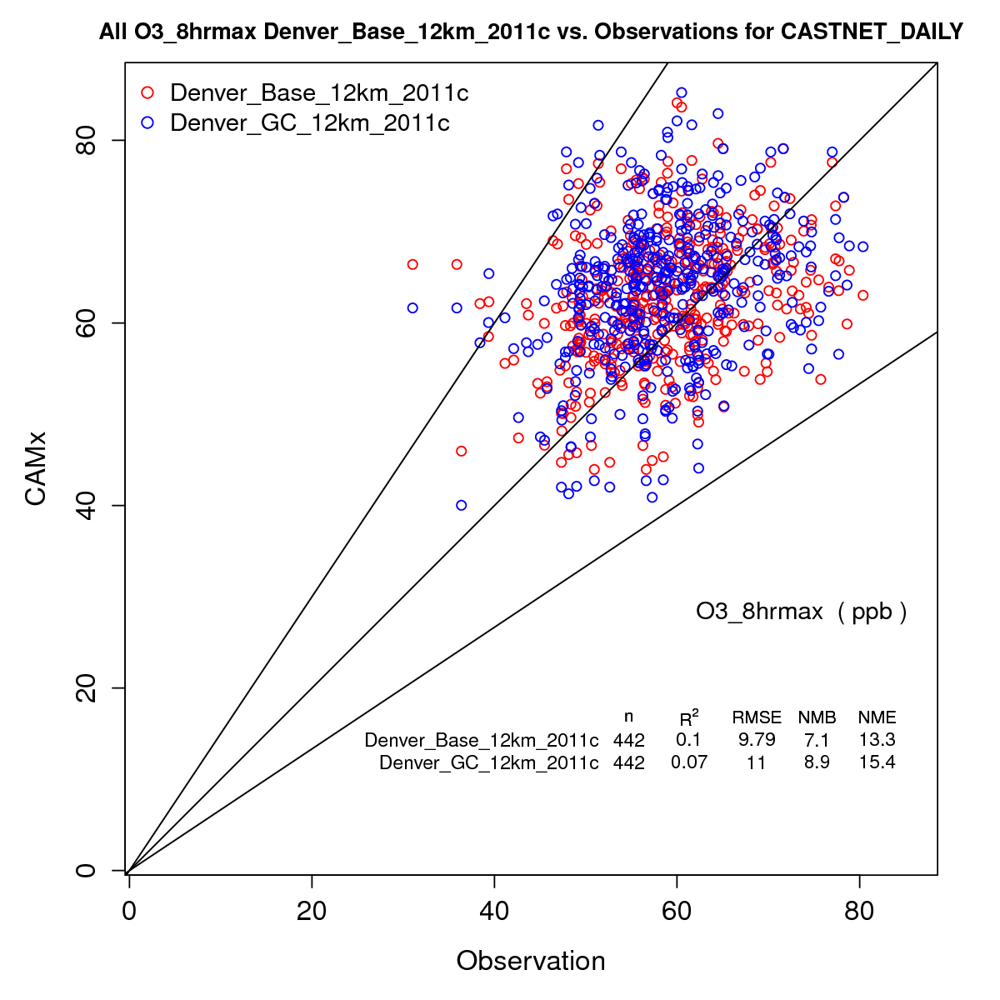 All O3_8hrmax Denver_Base_12km_2011c vs. Observations for CASTNET_DAILY
Denver_Base_12km_2011c
Denver_GC_12km_2011c
80
60
40
20
0
CAMx
O3_8hrmax ( ppb )
n R² RMSE NMB NME
Denver_Base_12km_2011c 442 0.1 9.79 7.1 13.3
Denver_GC_12km_2011c 442 0.07 11 8.9 15.4
0 20 40 60 80
Observation